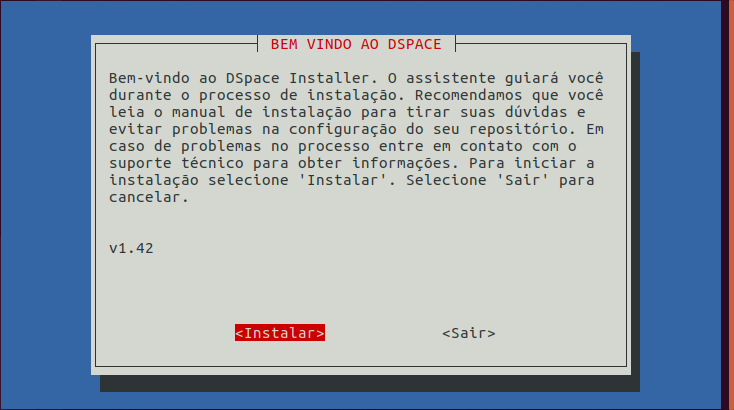 BEM VINDO AO DSPACE
Bem-vindo ao DSpace Installer. O assistente guiará você
durante o processo de instalação. Recomendamos que você
leia o manual de instalação para tirar suas dúvidas e
evitar problemas na configuração do seu repositório. Em
caso de problemas no processo entre em contato com o
suporte técnico para obter informações. Para iniciar a
instalação selecione 'Instalar'. Selecione 'Sair' para
cancelar.
v1.42
<Instalar> <Sair>